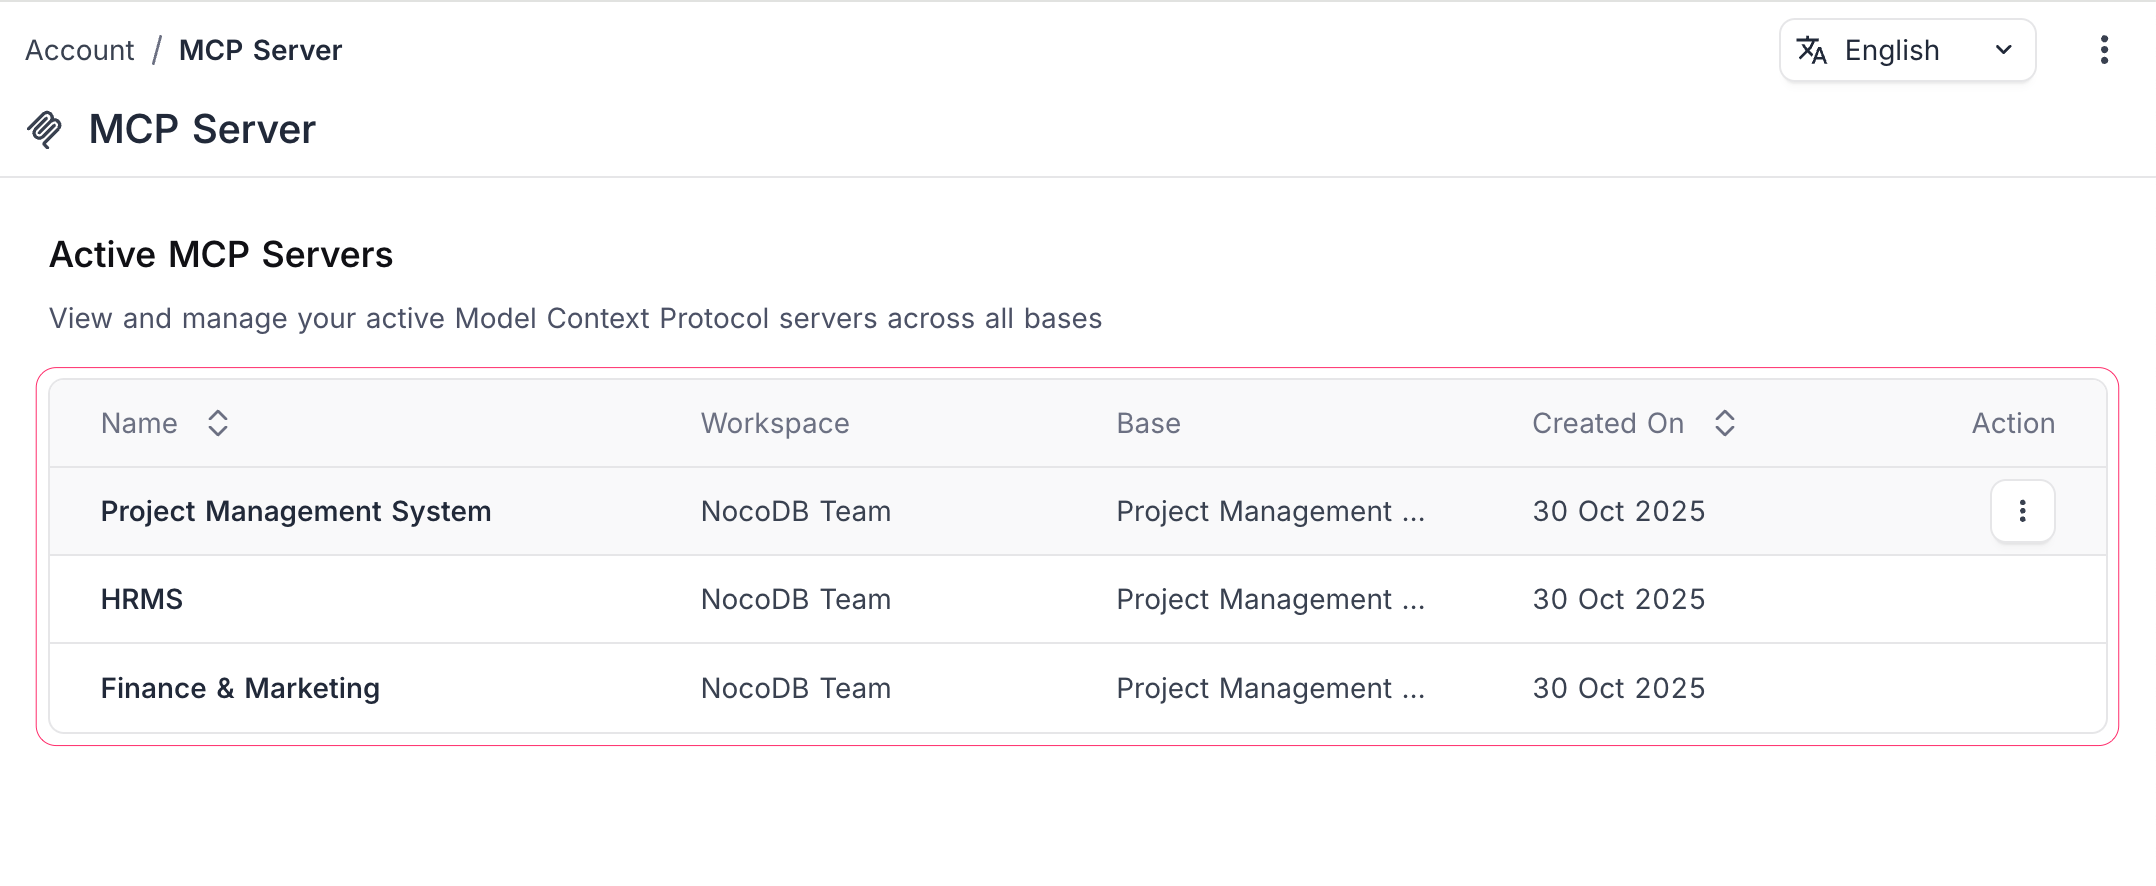 Account / MCP Server
English
MCP Server
Active MCP Servers
View and manage your active Model Context Protocol servers across all bases
Name Workspace Base Created On Action
Project Management System NocoDB Team Project Management ... 30 Oct 2025
HRMS NocoDB Team Project Management ... 30 Oct 2025
Finance & Marketing NocoDB Team Project Management ... 30 Oct 2025